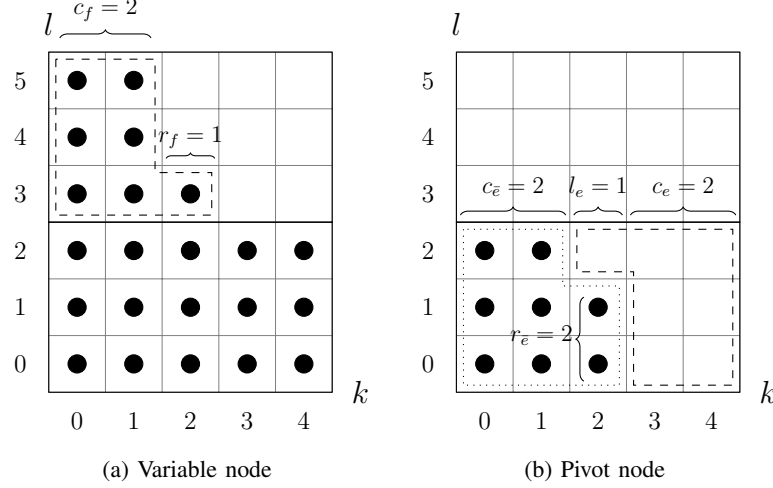 l
c_f = 2
5
4
3
2
1
0
r_f = 1
k
0 1 2 3 4
(a) Variable node
l
5
4
3
2
1
0
c_ē = 2
l_e = 1
c_e = 2
r_ē = 2
k
0 1 2 3 4
(b) Pivot node